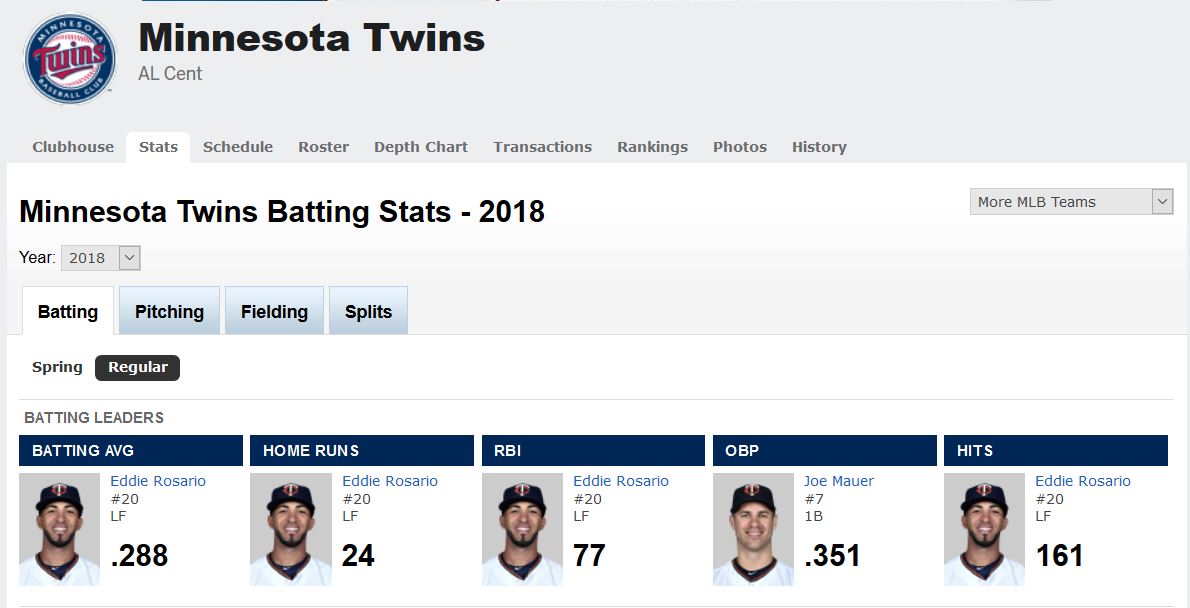 MINNESOTA
Twins
BASEBALL CLUB
Minnesota Twins
AL Cent
Clubhouse Stats Schedule Roster Depth Chart Transactions Rankings Photos History
Minnesota Twins Batting Stats - 2018
More MLB Teams
Year: 2018
Batting Pitching Fielding Splits
Spring Regular
BATTING LEADERS
BATTING AVG HOME RUNS RBI OBP HITS
Eddie Rosario Eddie Rosario Eddie Rosario Joe Mauer Eddie Rosario
#20 #20 #20 #7 #20
LF LF LF 1B LF
.288 24 77 .351 161